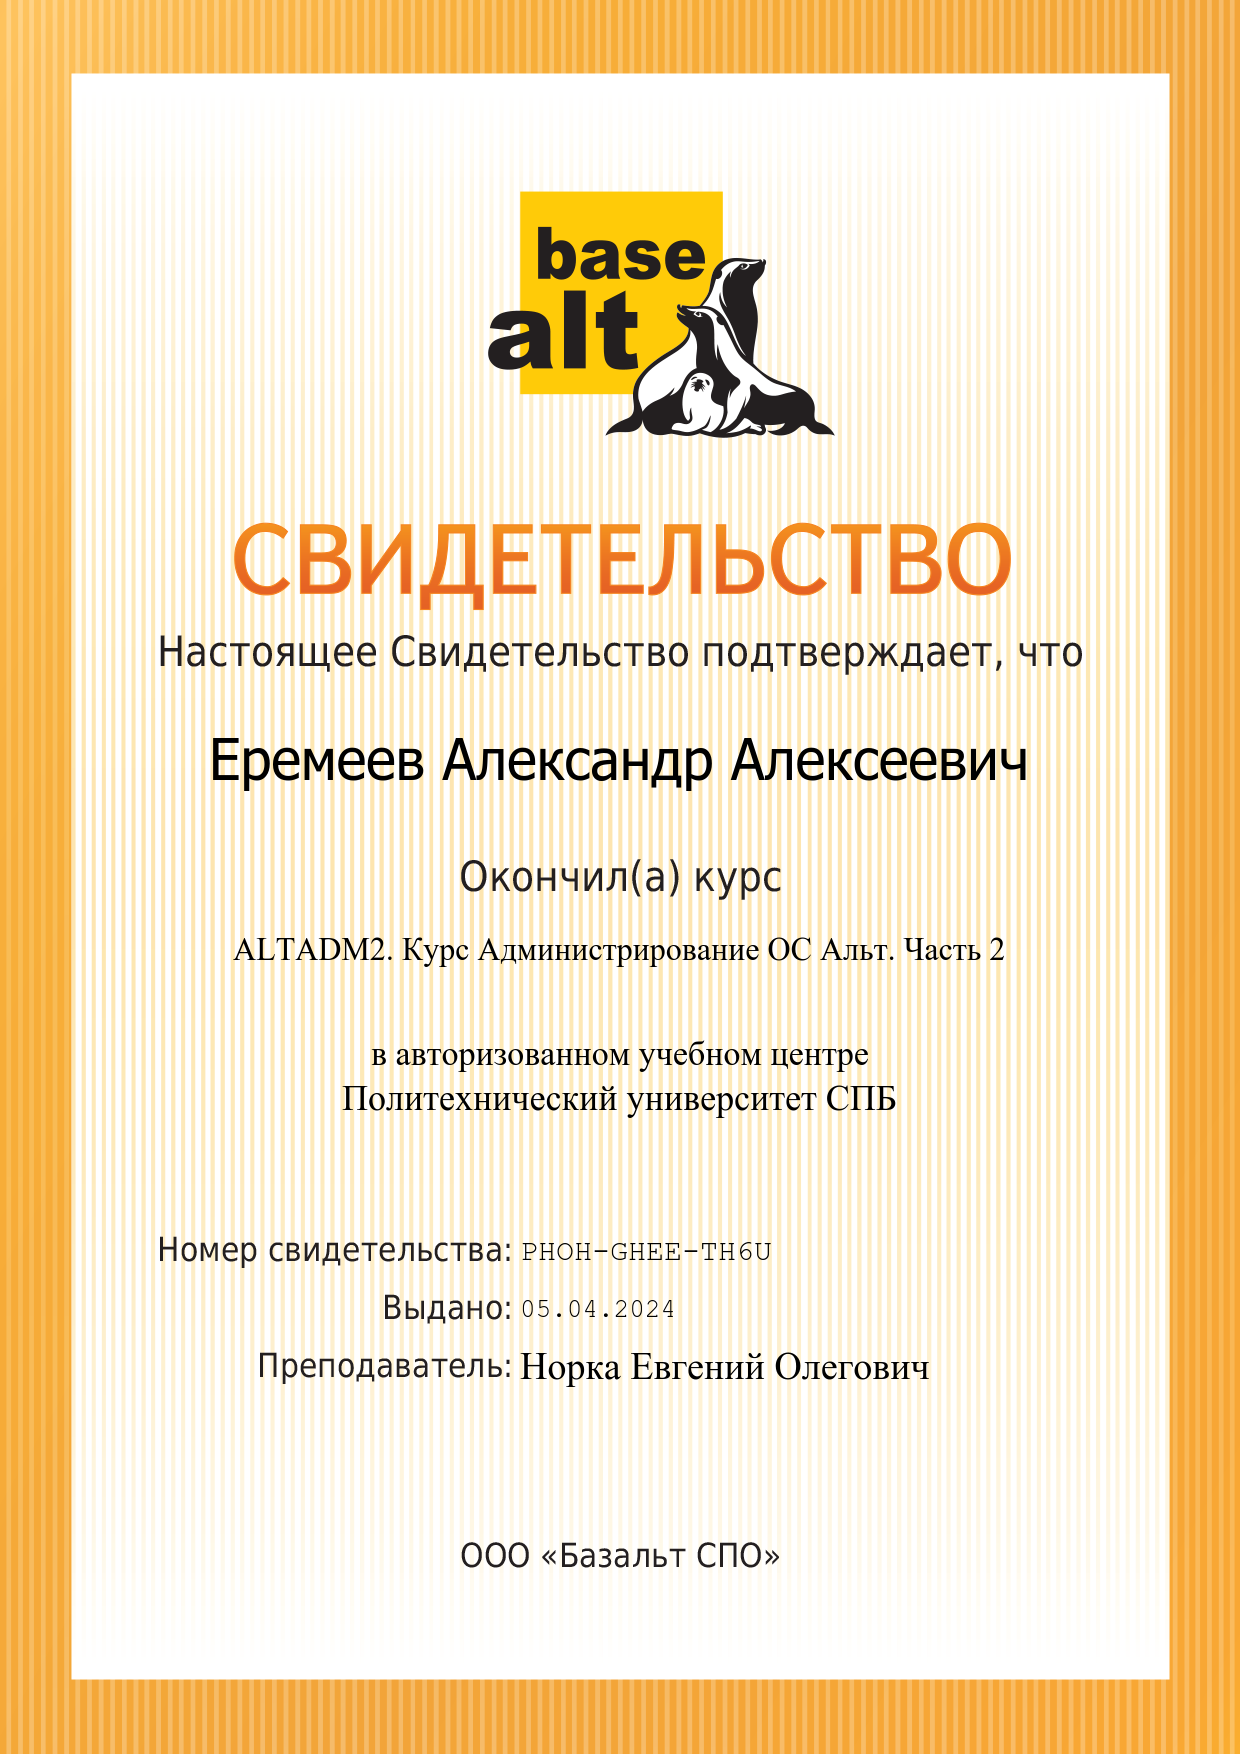 base
alt
СВИДЕТЕЛЬСТВО
Настоящее Свидетельство подтверждает, что
Еремеев Александр Алексеевич
Окончил(а) курс
ALTADM2. Курс Администрирование ОС Альт. Часть 2
в авторизованном учебном центре
Политехнический университет СПБ
Номер свидетельства: PHOH-GHEE-TH6U
Выдано: 05.04.2024
Преподаватель: Норка Евгений Олегович
ООО «Базальт СПО»